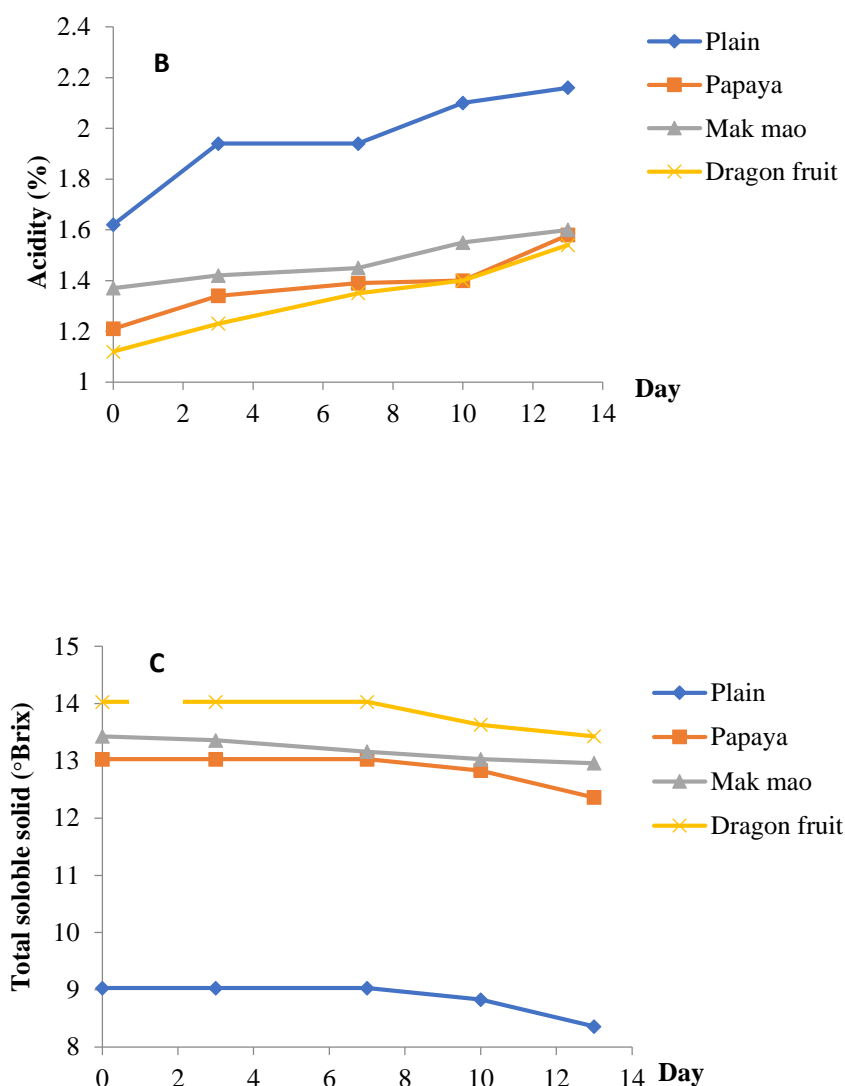 B
2.4
2.2
2
1.8
1.6
1.4
1.2
1
Acidity (%)
0 2 4 6 8 10 12 14
Day
Plain
Papaya
Mak mao
Dragon fruit
C
15
14
13
12
11
10
9
8
Total soloble solid (°Brix)
0 2 4 6 8 10 12 14
Day
Plain
Papaya
Mak mao
Dragon fruit